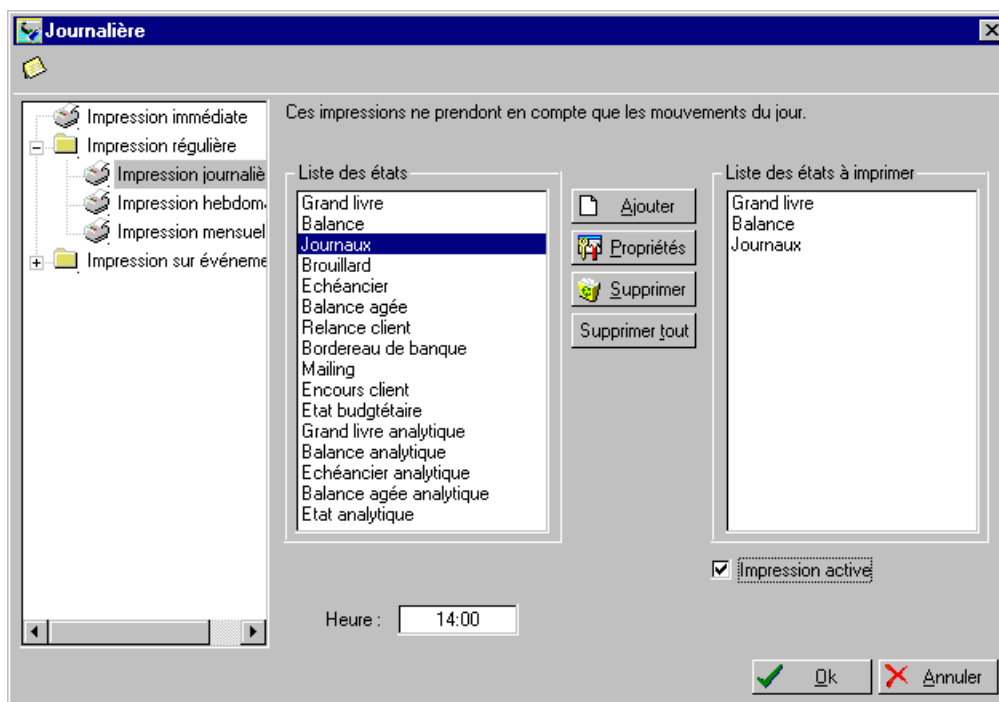 Journalière
Impression immédiate
Impression régulière
Impression journaliè
Impression hebdom
Impression mensuel
Impression sur événeme
Ces impressions ne prendont en compte que les mouvements du jour.
Liste des états
Grand livre
Balance
Journaux
Brouillard
Echéancier
Balance agée
Relance client
Bordereau de banque
Mailing
Encours client
Etat budgtétaire
Grand livre analytique
Balance analytique
Echéancier analytique
Balance agée analytique
Etat analytique
Ajouter
Propriétés
Supprimer
Supprimer tout
Liste des états à imprimer
Grand livre
Balance
Journaux
Impression active
Heure : 14:00
Ok
Annuler